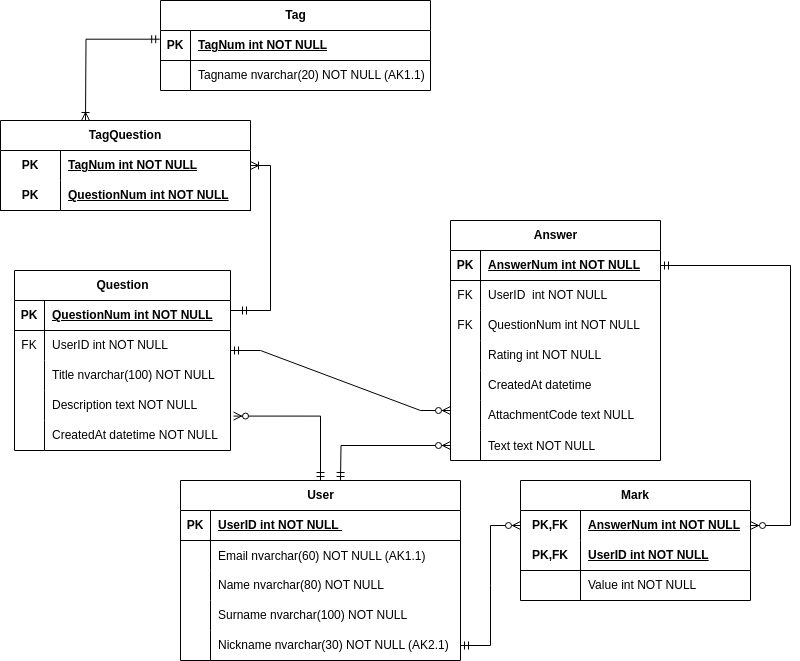 Tag
PK TagNum int NOT NULL
Tagname nvarchar(20) NOT NULL (AK1.1)
TagQuestion
PK TagNum int NOT NULL
PK QuestionNum int NOT NULL
Question
PK QuestionNum int NOT NULL
FK UserID int NOT NULL
Title nvarchar(100) NOT NULL
Description text NOT NULL
CreatedAt datetime NOT NULL
Answer
PK AnswerNum int NOT NULL
FK UserID int NOT NULL
FK QuestionNum int NOT NULL
Rating int NOT NULL
CreatedAt datetime
AttachmentCode text NULL
Text text NOT NULL
User
PK UserID int NOT NULL
Email nvarchar(60) NOT NULL (AK1.1)
Name nvarchar(80) NOT NULL
Surname nvarchar(100) NOT NULL
Nickname nvarchar(30) NOT NULL (AK2.1)
Mark
PK,FK AnswerNum int NOT NULL
PK,FK UserID int NOT NULL
Value int NOT NULL